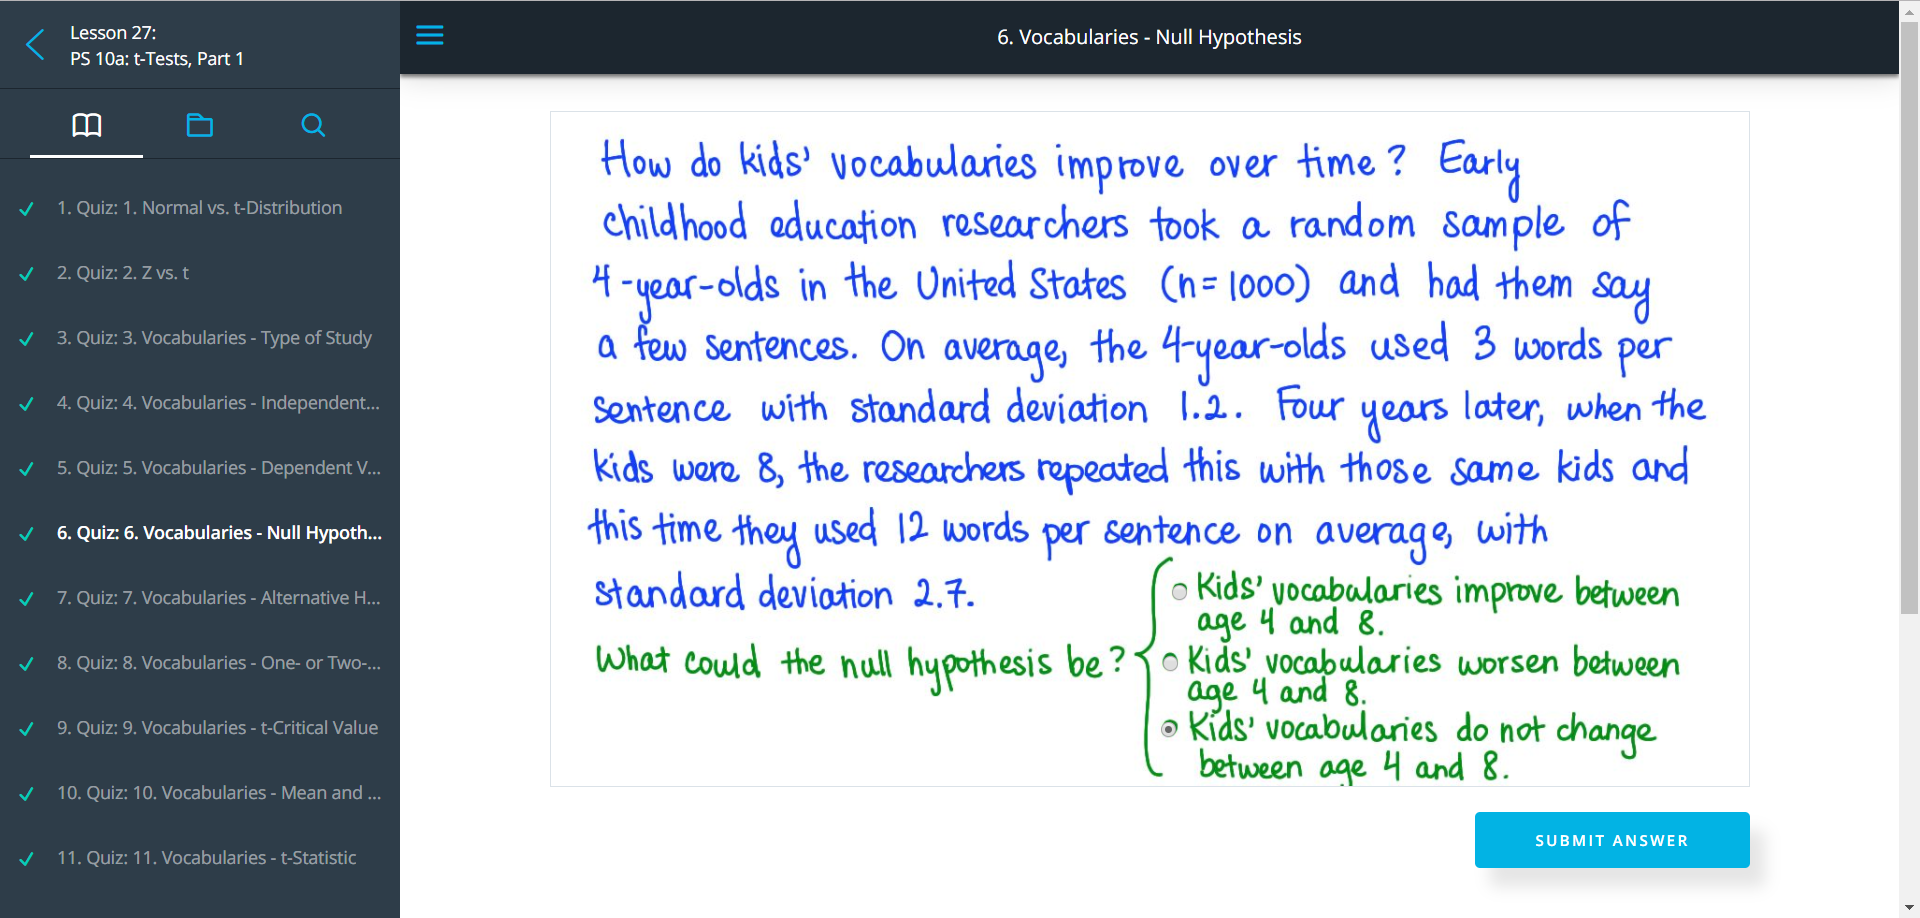 Lesson 27:
PS 10a: t-Tests, Part 1
6. Vocabularies - Null Hypothesis
1. Quiz: 1. Normal vs. t-Distribution
2. Quiz: 2. Z vs. t
3. Quiz: 3. Vocabularies - Type of Study
4. Quiz: 4. Vocabularies - Independent...
5. Quiz: 5. Vocabularies - Dependent V...
6. Quiz: 6. Vocabularies - Null Hypoth...
7. Quiz: 7. Vocabularies - Alternative H...
8. Quiz: 8. Vocabularies - One- or Two-...
9. Quiz: 9. Vocabularies - t-Critical Value
10. Quiz: 10. Vocabularies - Mean and ...
11. Quiz: 11. Vocabularies - t-Statistic
How do kids' vocabularies improve over time? Early
childhood education researchers took a random sample of
4-year-olds in the United States (n=1000) and had them say
a few sentences. On average, the 4-year-olds used 3 words per
sentence with standard deviation 1.2. Four years later, when the
kids were 8, the researchers repeated this with those same kids and
this time they used 12 words per sentence on average, with
standard deviation 2.7.
What could the null hypothesis be?
Kids' vocabularies improve between
age 4 and 8.
Kids' vocabularies worsen between
age 4 and 8.
Kids' vocabularies do not change
between age 4 and 8.
SUBMIT ANSWER